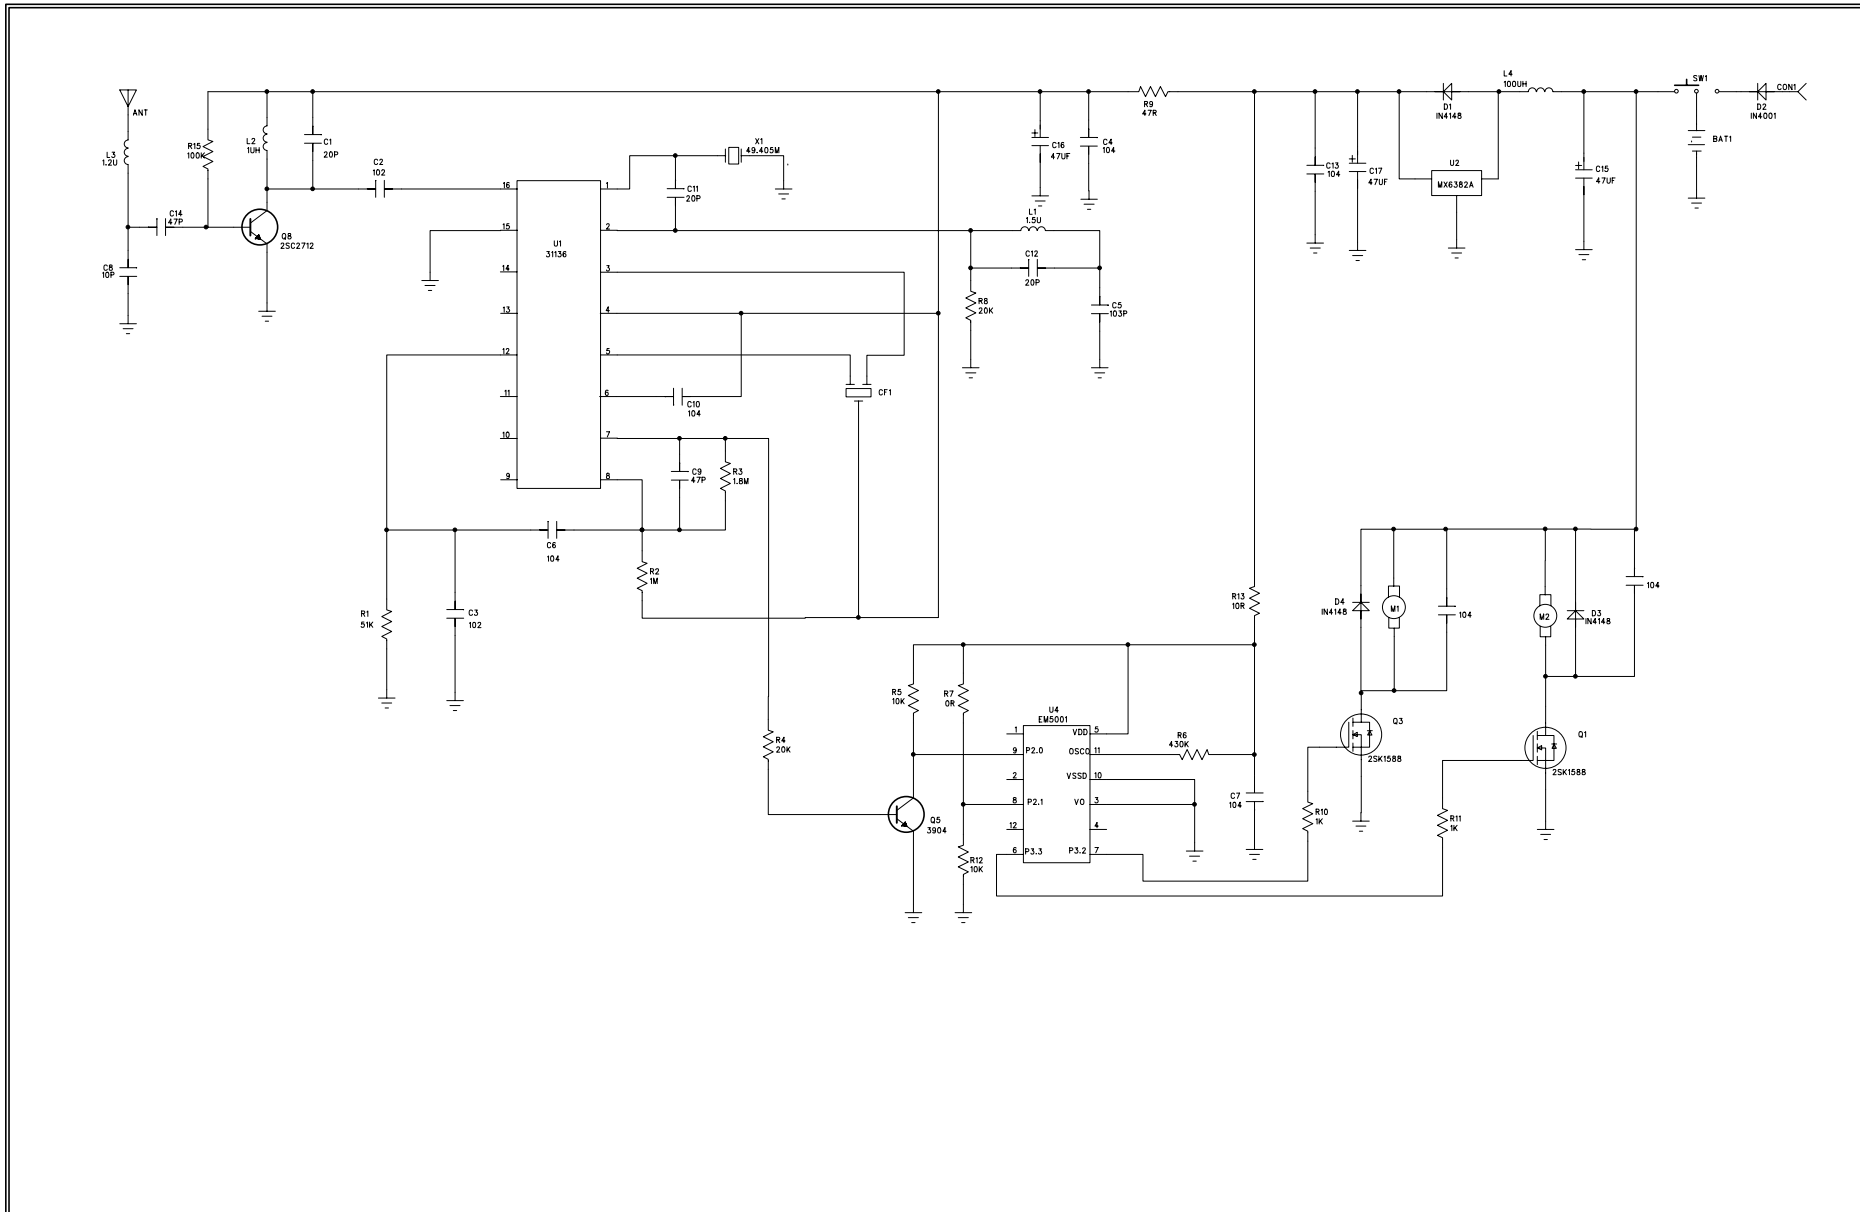 ANT
L3
1.2U
C14
47P
C8
10P
R15
100K
L2
1UH
C1
20P
C2
102
Q8
2SC2712
X1
49.405M
C11
20P
U1
31136
16
15
14
13
12
11
10
9
1
2
3
4
5
6
7
8
C10
104
CF1
C9
47P
R3
1.8M
C6
104
R2
1M
R1
51K
C3
102
C16
47UF
C4
104
R9
47R
L1
1.5U
C12
20P
R8
20K
C5
103P
C13
104
C17
47UF
D1
IN4148
U2
MX6382A
L4
100UH
C15
47UF
SW1
BAT1
D2
IN4001
CON1
R13
10R
R4
20K
R5
10K
R7
0R
U4
EM5001
1
9 P2.0
2
8 P2.1
12
6 P3.3
VDD 5
OSCO 11
VSSD 10
VO 3
4
P3.2 7
R6
430K
Q5
3904
R12
10K
C7
104
D4
IN4148
M1
104
M2
D3
IN4148
104
Q3
2SK1588
Q1
2SK1588
R10
1K
R11
1K